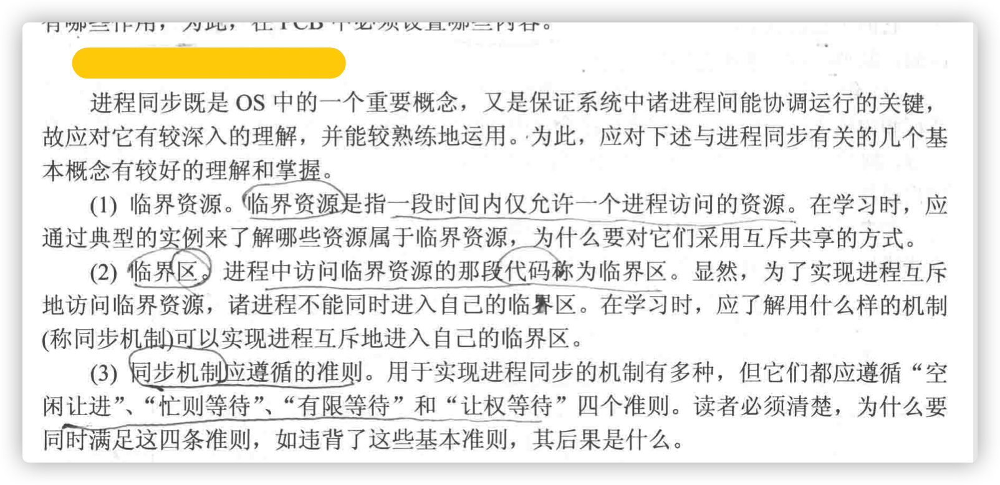 有哪些作用，为此，在 PCB 中必须设置哪些内容。
进程同步既是 OS 中的一个重要概念，又是保证系统中诸进程间能协调运行的关键，
故应对它有较深入的理解，并能较熟练地运用。为此，应对下述与进程同步有关的几个基
本概念有较好的理解和掌握。
(1) 临界资源。临界资源是指一段时间内仅允许一个进程访问的资源。在学习时，应
通过典型的实例来了解哪些资源属于临界资源，为什么要对它们采用互斥共享的方式。
(2) 临界区。进程中访问临界资源的那段代码称为临界区。显然，为了实现进程互斥
地访问临界资源，诸进程不能同时进入自己的临界区。在学习时，应了解用什么样的机制
(称同步机制)可以实现进程互斥地进入自己的临界区。
(3) 同步机制应遵循的准则。用于实现进程同步的机制有多种，但它们都应遵循“空
闲让进”、“忙则等待”、“有限等待”和“让权等待”四个准则。读者必须清楚，为什么要
同时满足这四条准则，如违背了这些基本准则，其后果是什么。